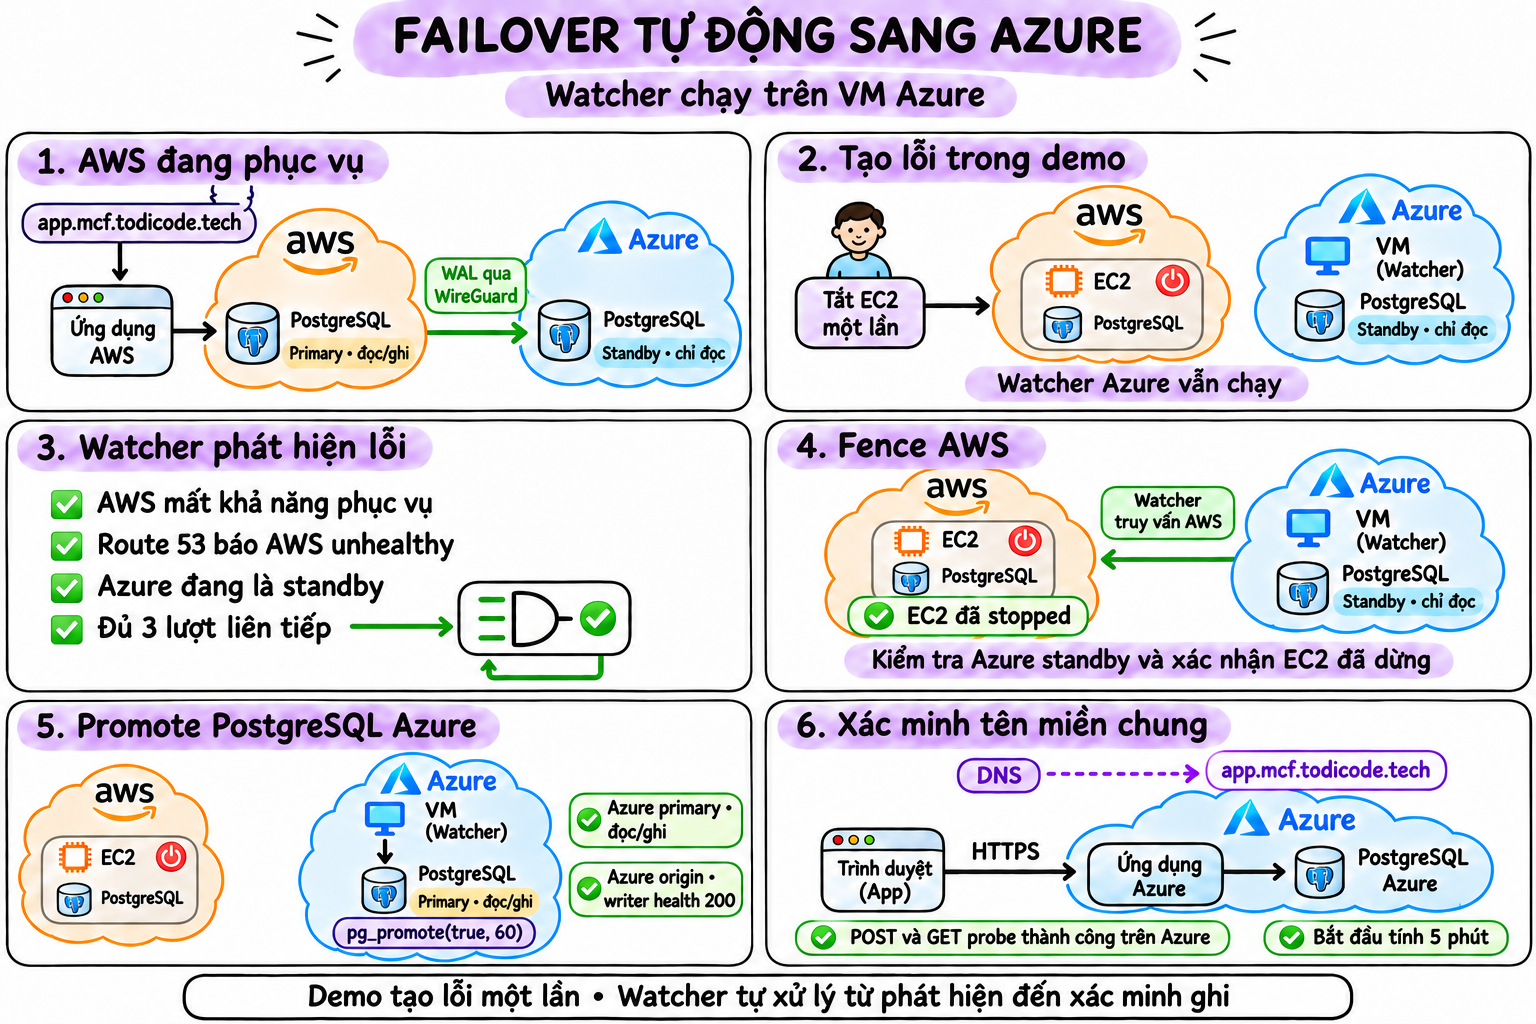 FAILOVER TỰ ĐỘNG SANG AZURE
Watcher chạy trên VM Azure
1. AWS đang phục vụ
app.mcf.todicode.tech
Ứng dụng
AWS
aws
PostgreSQL
Primary • đọc/ghi
WAL qua
WireGuard
Azure
PostgreSQL
Standby • chỉ đọc
2. Tạo lỗi trong demo
Tắt EC2
một lần
aws
EC2
PostgreSQL
Azure
VM
(Watcher)
PostgreSQL
Standby • chỉ đọc
Watcher Azure vẫn chạy
3. Watcher phát hiện lỗi
AWS mất khả năng phục vụ
Route 53 báo AWS unhealthy
Azure đang là standby
Đủ 3 lượt liên tiếp
4. Fence AWS
aws
EC2
PostgreSQL
EC2 đã stopped
Watcher
truy vấn AWS
Azure
VM
(Watcher)
PostgreSQL
Standby • chỉ đọc
Kiểm tra Azure standby và xác nhận EC2 đã dừng
5. Promote PostgreSQL Azure
aws
EC2
PostgreSQL
Azure
VM
(Watcher)
PostgreSQL
Primary • đọc/ghi
pg_promote(true, 60)
Azure primary •
đọc/ghi
Azure origin •
writer health 200
6. Xác minh tên miền chung
DNS
app.mcf.todicode.tech
Trình duyệt
(App)
HTTPS
Azure
Ứng dụng
Azure
PostgreSQL
Azure
POST và GET probe thành công trên Azure
Bắt đầu tính 5 phút
Demo tạo lỗi một lần • Watcher tự xử lý từ phát hiện đến xác minh ghi